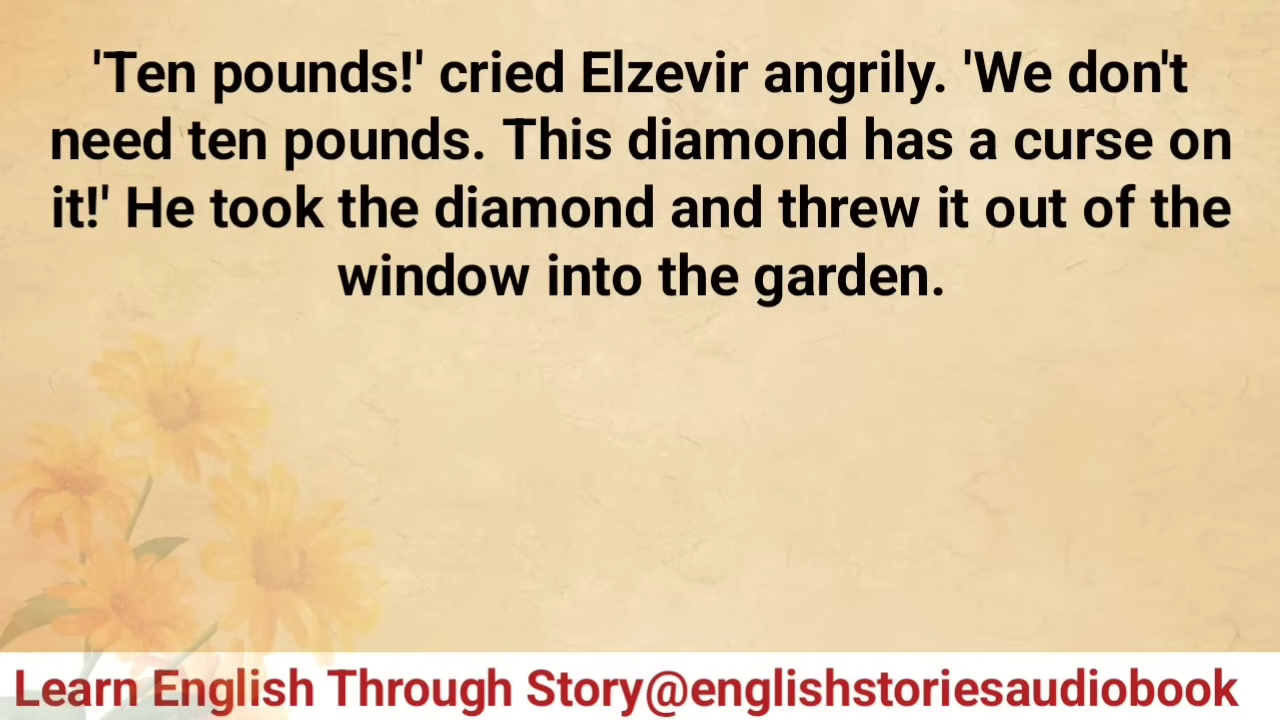 'Ten pounds!' cried Elzevir angrily. 'We don't
need ten pounds. This diamond has a curse on
it!' He took the diamond and threw it out of the
window into the garden.
Learn English Through Story@englishstoriesaudiobook